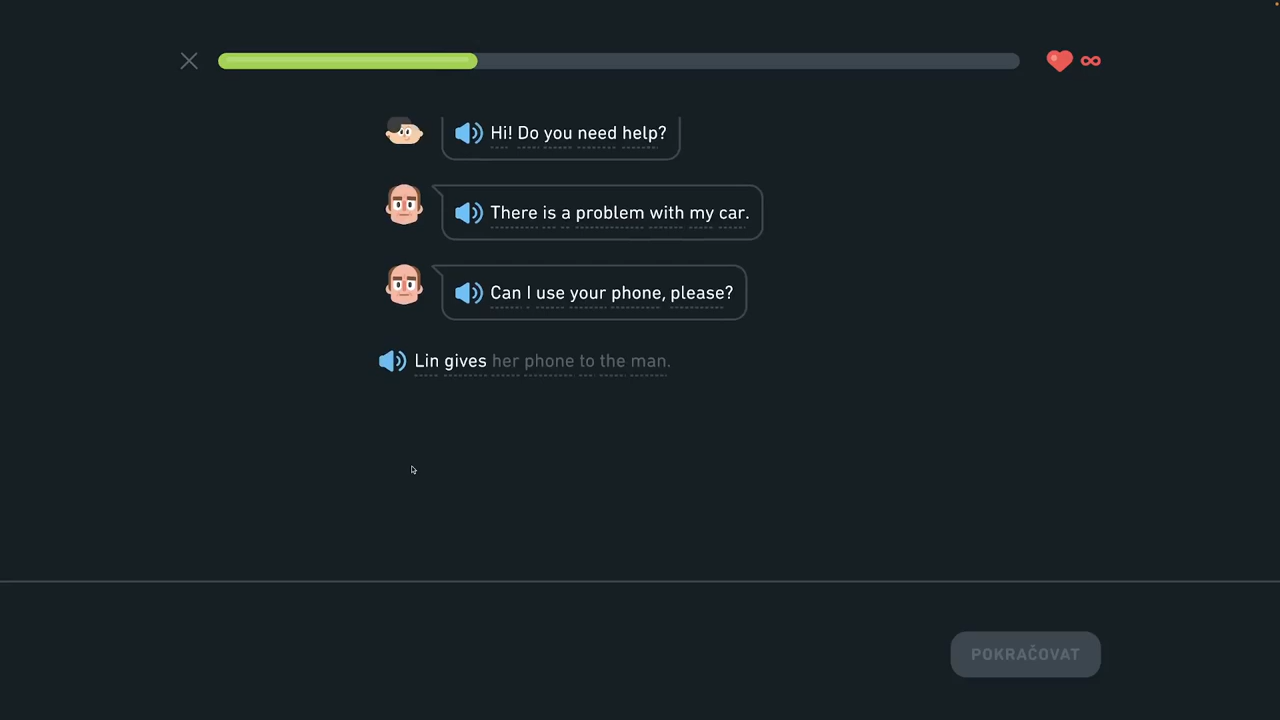 Hi! Do you need help?
There is a problem with my car.
Can I use your phone, please?
Lin gives her phone to the man.
POKRAČOVAT